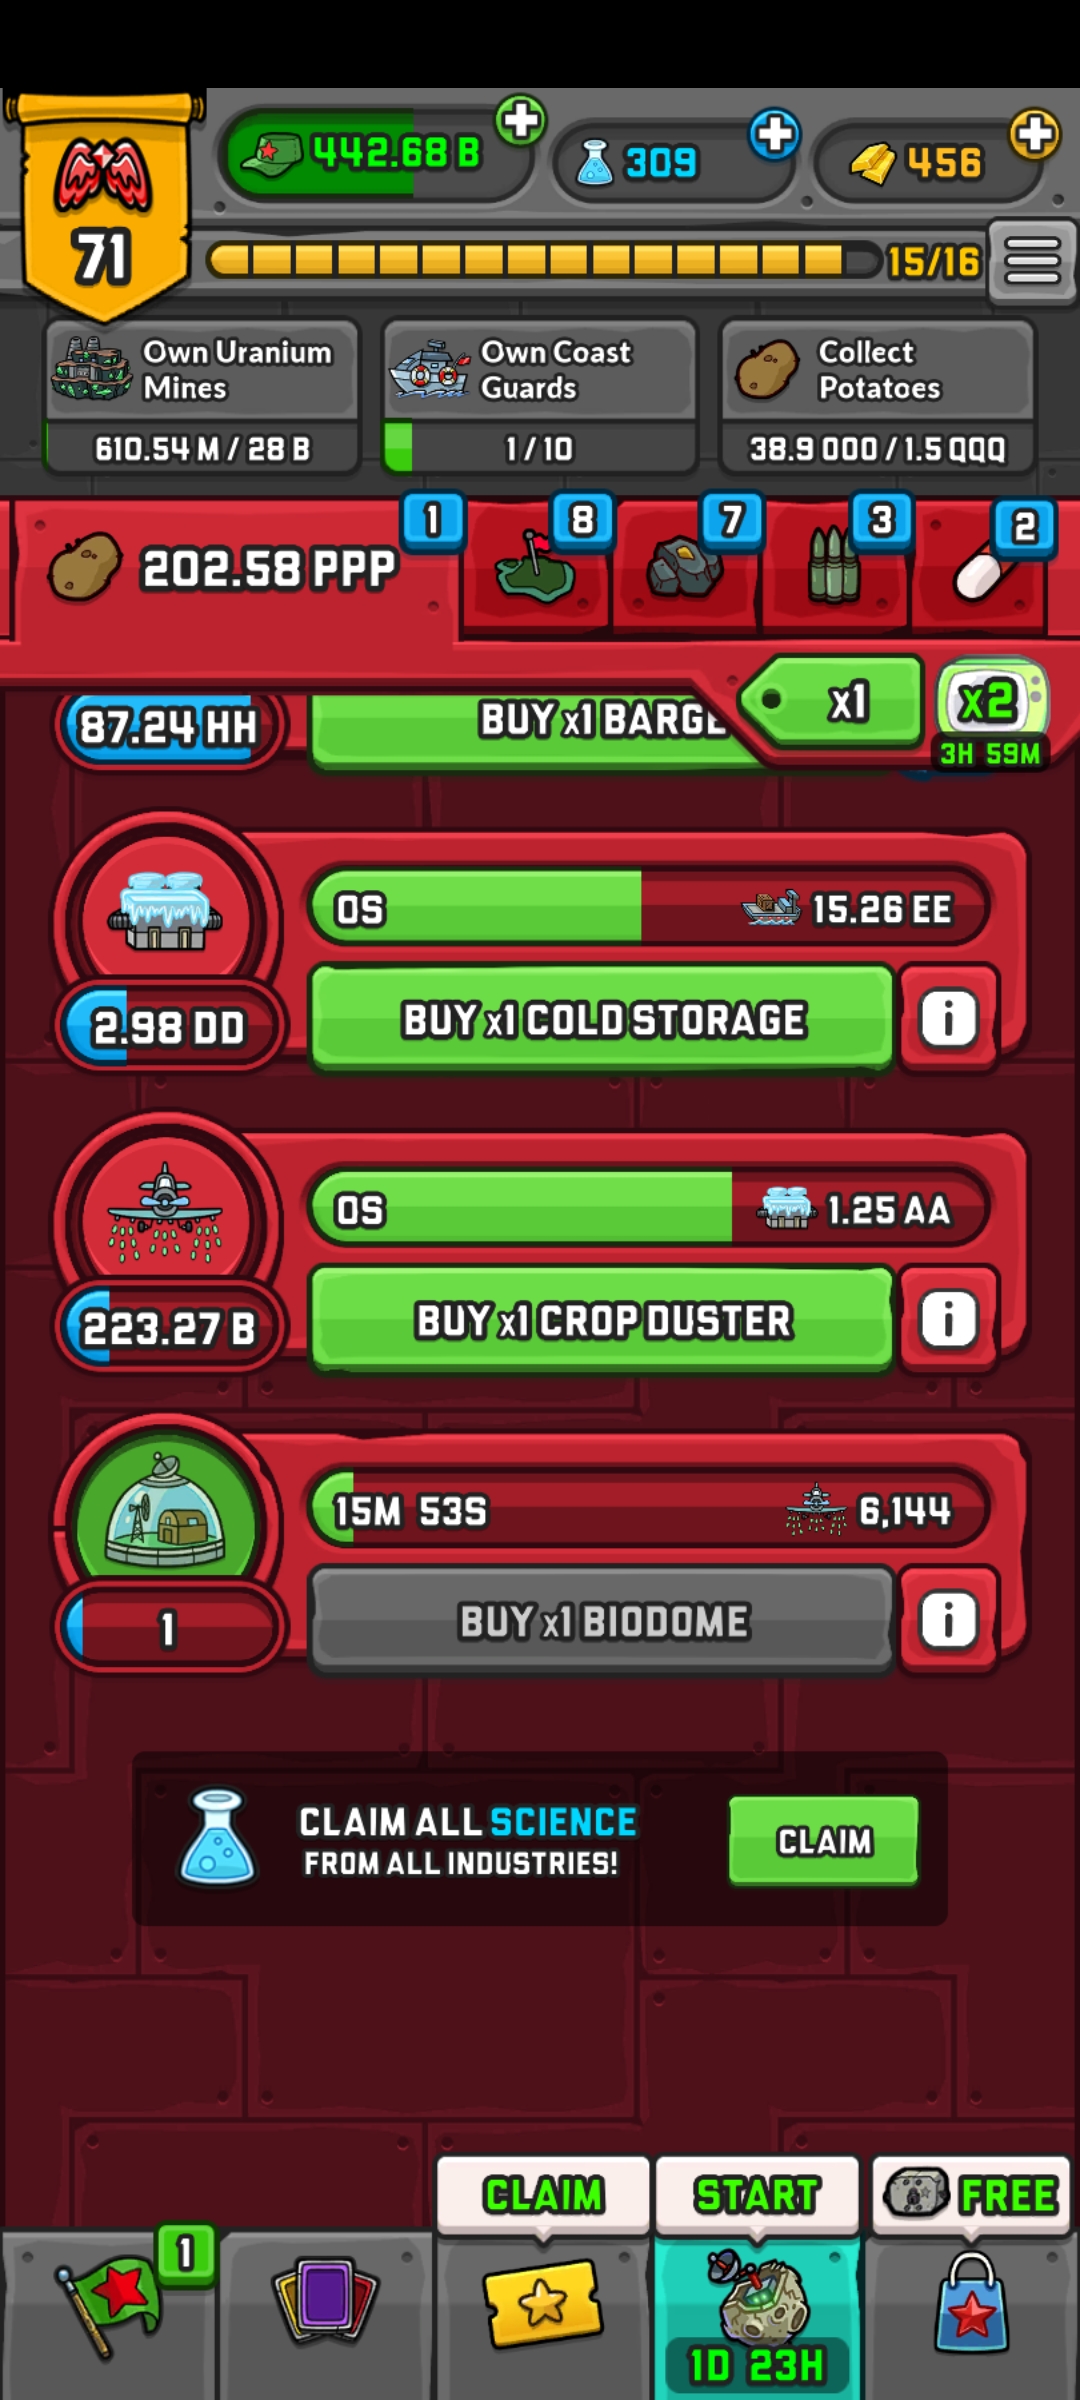 442.68 B
309
456
71
15/16
Own Uranium
Mines
610.54 M / 28 B
Own Coast
Guards
1 / 10
Collect
Potatoes
38.9 OOO / 1.5 QQQ
202.58 PPP
1
8
7
3
2
x1
x2
3H 59M
87.24 HH
BUY x1 BARGE
0S
15.26 EE
2.98 DD
BUY x1 COLD STORAGE
i
0S
1.25 AA
223.27 B
BUY x1 CROP DUSTER
i
15M 53S
6,144
1
BUY x1 BIODOME
i
CLAIM ALL SCIENCE
FROM ALL INDUSTRIES!
CLAIM
CLAIM
START
FREE
1
1D 23H